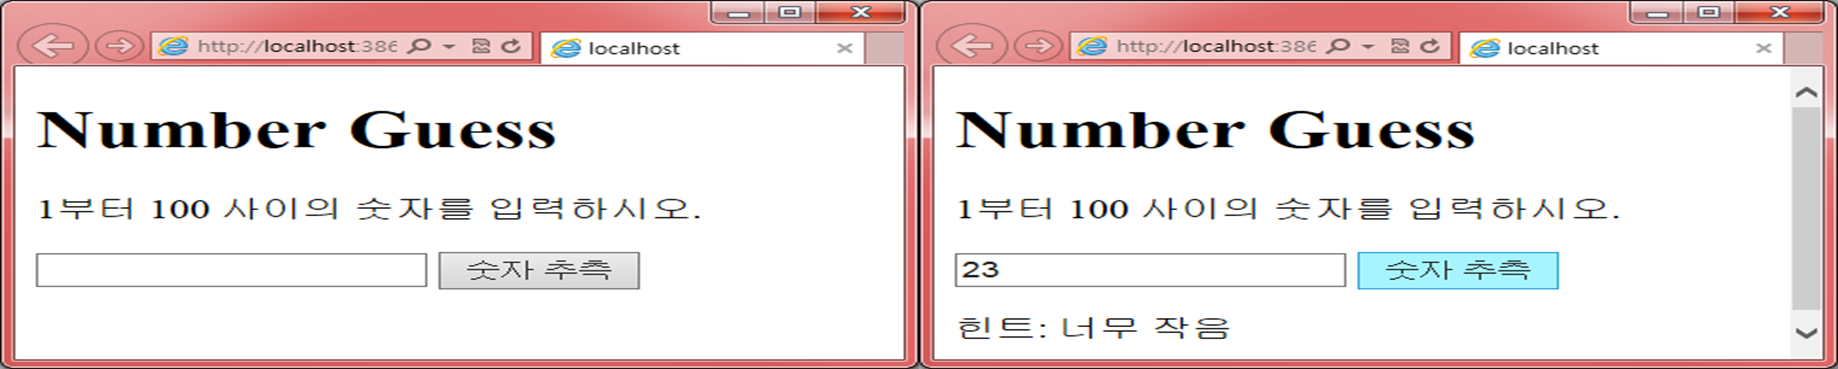 http://localhost:386
localhost
Number Guess
1부터 100 사이의 숫자를 입력하시오.
숫자 추측
http://localhost:386
localhost
Number Guess
1부터 100 사이의 숫자를 입력하시오.
23
숫자 추측
힌트: 너무 작음